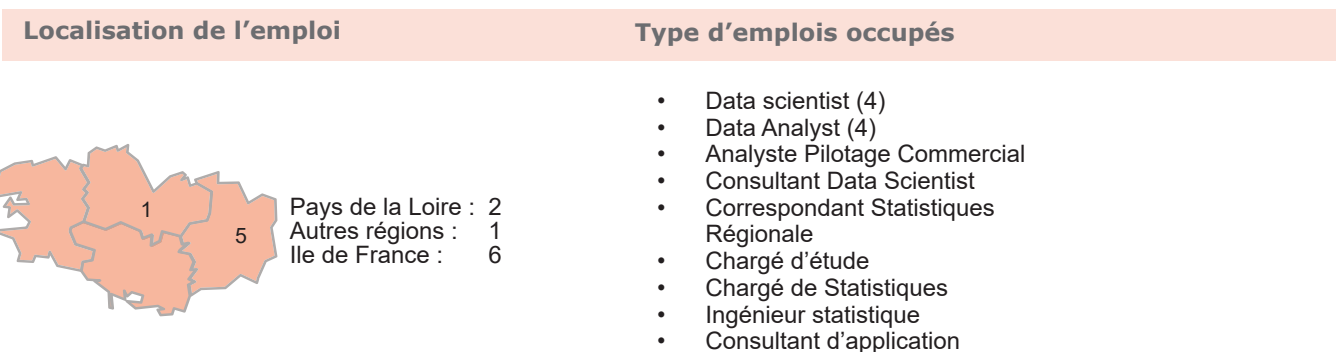 Localisation de l’emploi
Type d’emplois occupés
1
5
Pays de la Loire : 2
Autres régions : 1
Ile de France : 6
• Data scientist (4)
• Data Analyst (4)
• Analyste Pilotage Commercial
• Consultant Data Scientist
• Correspondant Statistiques
Régionale
• Chargé d’étude
• Chargé de Statistiques
• Ingénieur statistique
• Consultant d’application